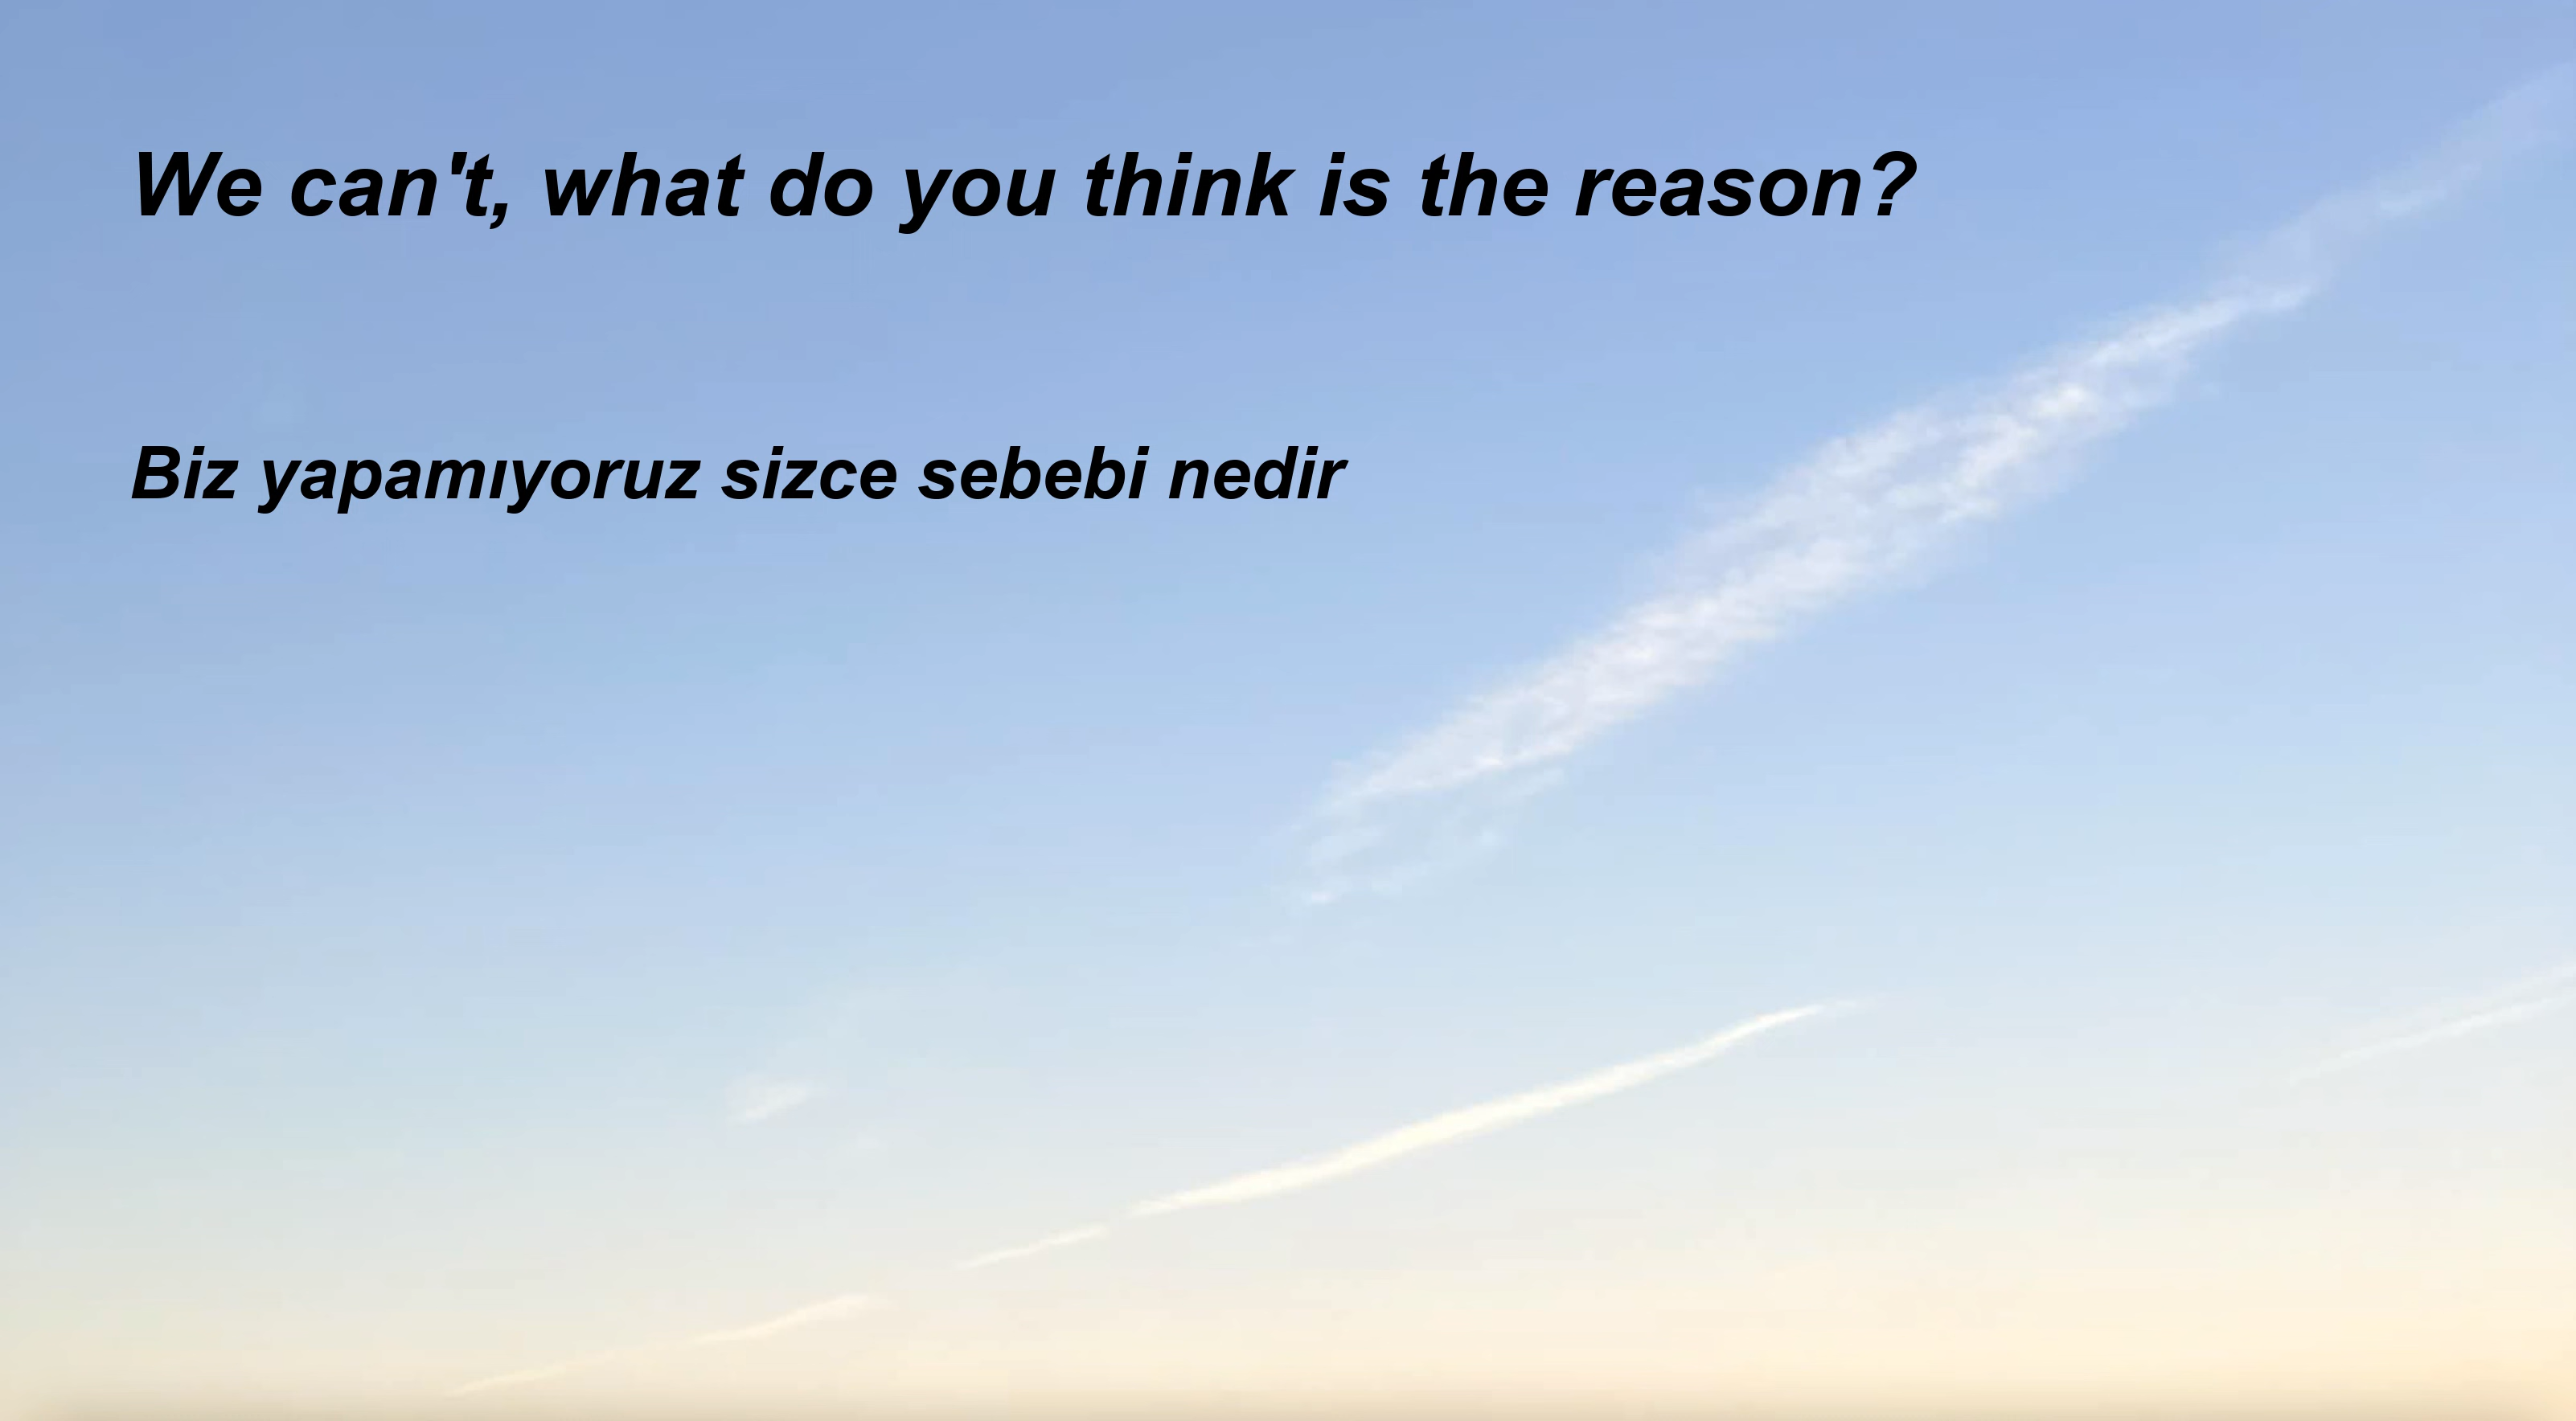 We can't, what do you think is the reason?
Biz yapamıyoruz sizce sebebi nedir